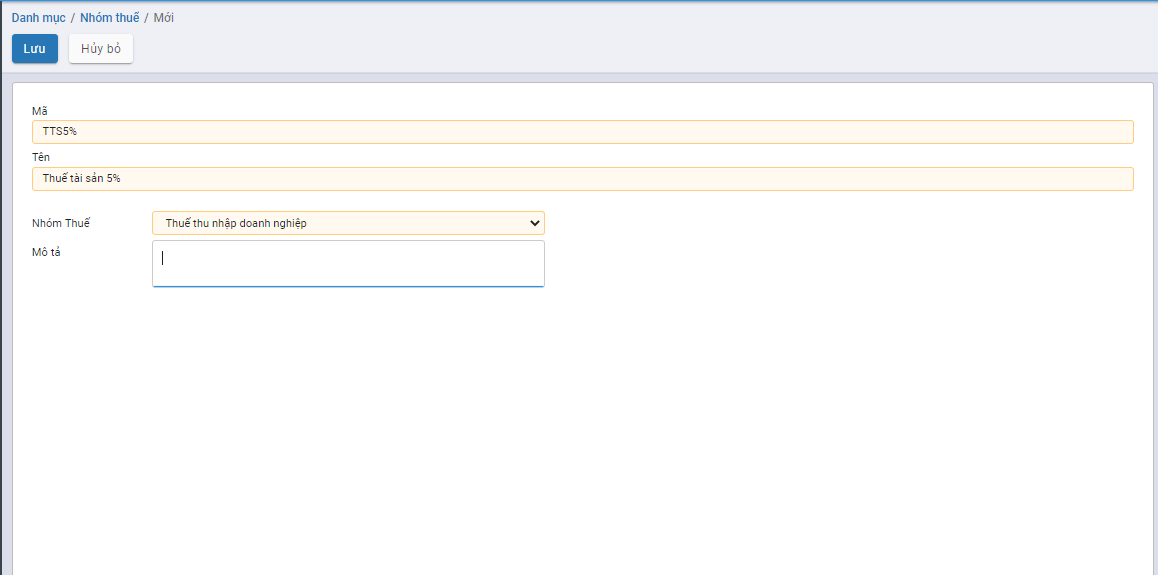 Danh mục / Nhóm thuế / Mới
Lưu Hủy bỏ
Mã
TTS5%
Tên
Thuế tài sản 5%
Nhóm Thuế Thuế thu nhập doanh nghiệp
Mô tả